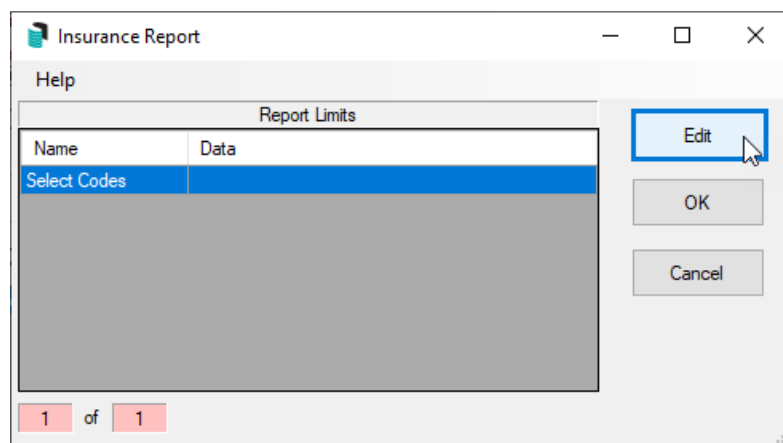 Insurance Report
Help
Report Limits
Name Data
Select Codes
Edit
OK
Cancel
1 of 1